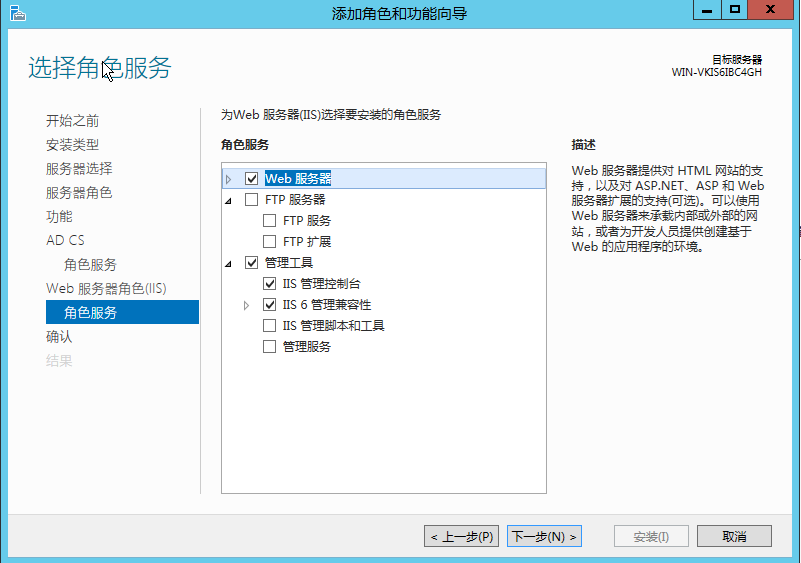 添加角色和功能向导
选择角色服务
目标服务器
WIN-VKIS6IBC4GH
开始之前
安装类型
服务器选择
服务器角色
功能
AD CS
角色服务
Web 服务器角色(IIS)
角色服务
确认
结果
为Web 服务器(IIS)选择要安装的角色服务
角色服务
Web 服务器
FTP 服务器
FTP 服务
FTP 扩展
管理工具
IIS 管理控制台
IIS 6 管理兼容性
IIS 管理脚本和工具
管理服务
描述
Web 服务器提供对 HTML 网站的支
持，以及对 ASP.NET、ASP 和 Web
服务器扩展的支持(可选)。可以使用
Web 服务器来承载内部或外部的网
站，或者为开发人员提供创建基于
Web 的应用程序的环境。
< 上一步(P)
下一步(N) >
安装(I)
取消